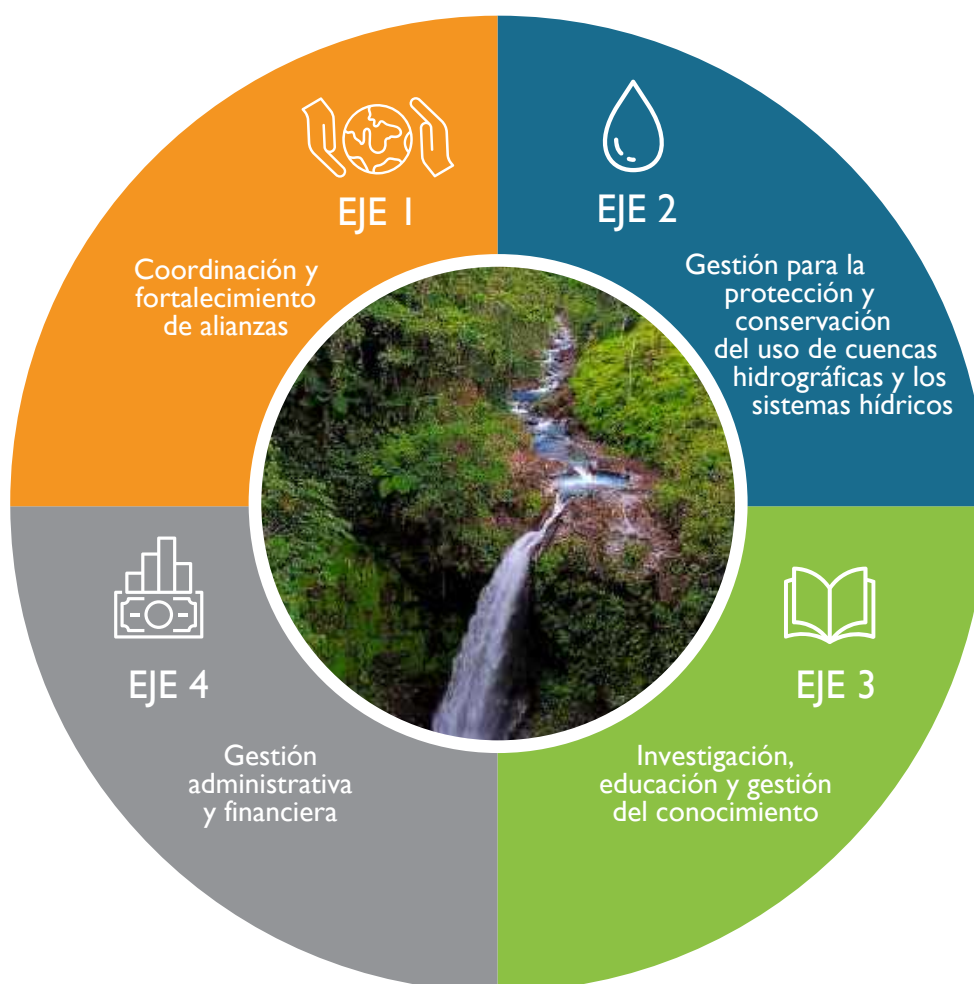 EJE 1
Coordinación y
fortalecimiento
de alianzas
EJE 2
Gestión para la
protección y
conservación
del uso de cuencas
hidrográficas y los
sistemas hídricos
EJE 3
Investigación,
educación y gestión
del conocimiento
EJE 4
Gestión
administrativa
y financiera